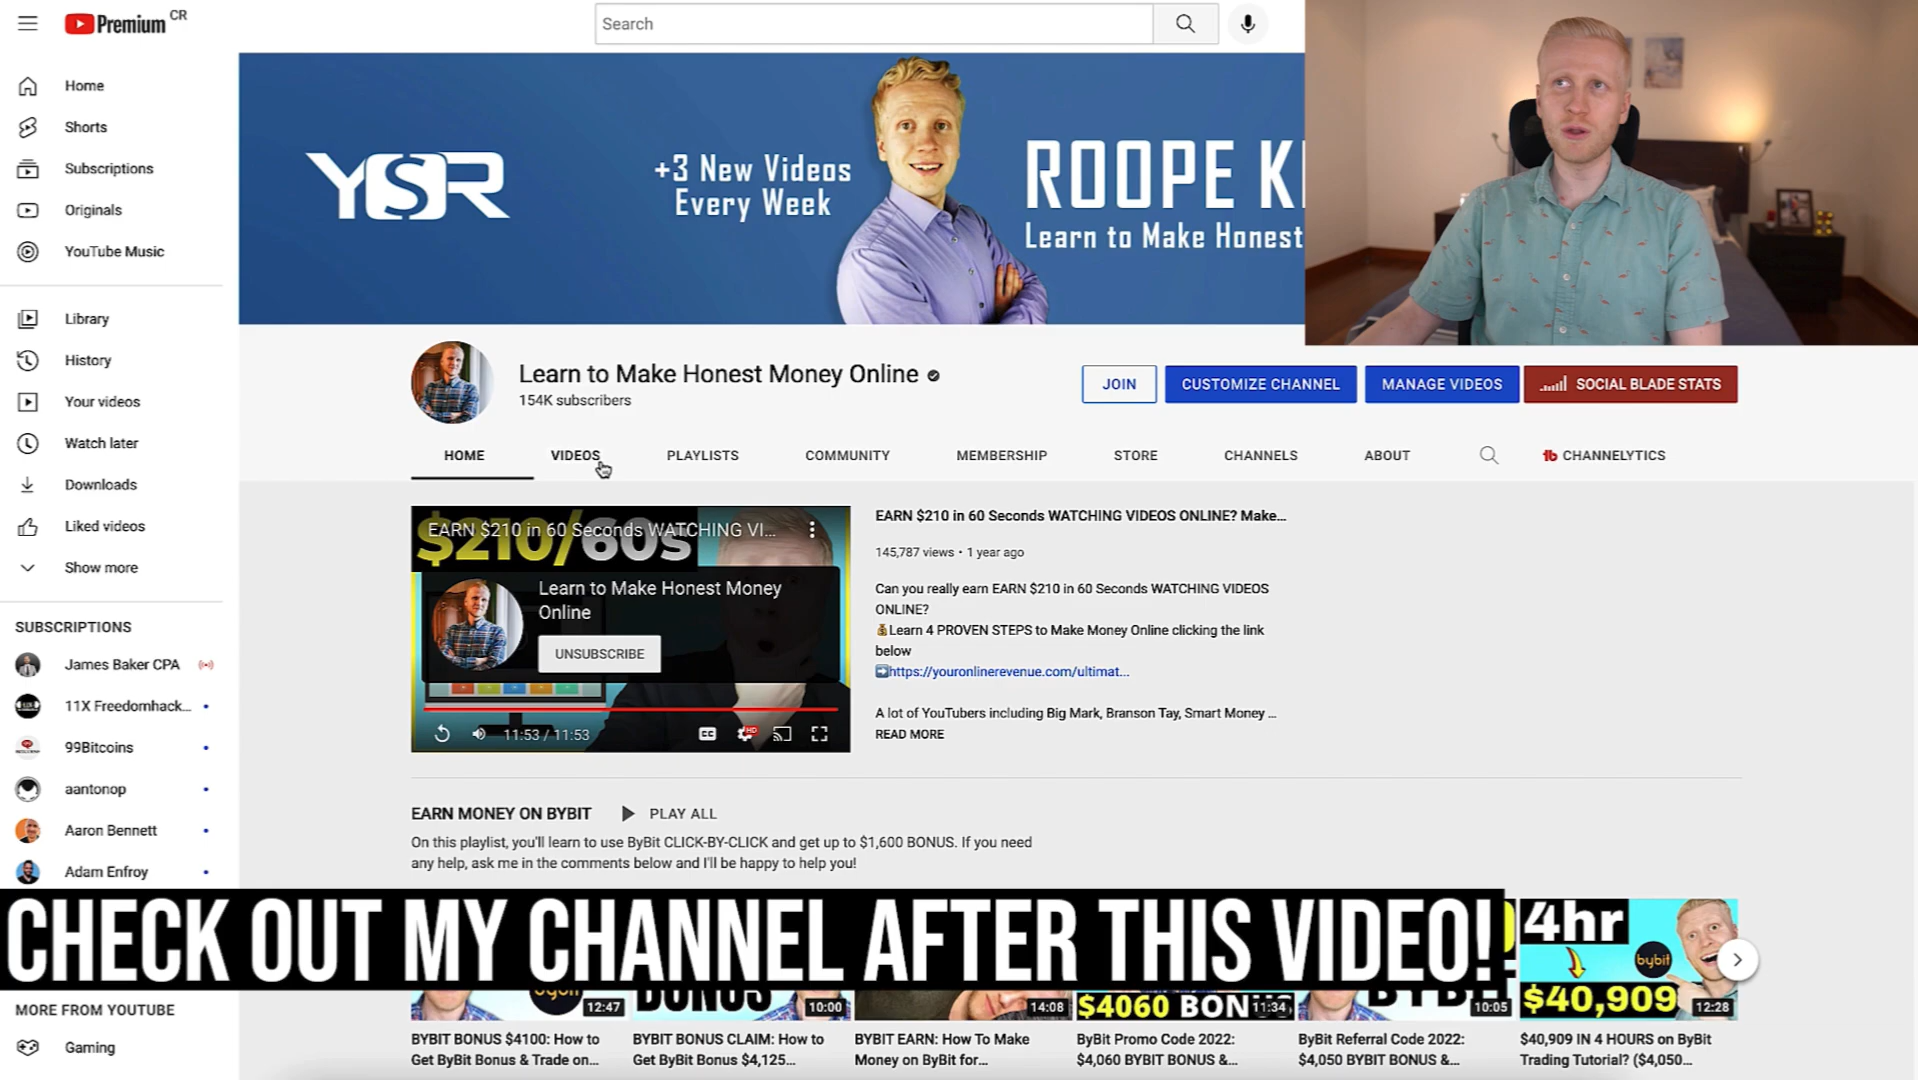 Premium CR
Search
Home
Shorts
Subscriptions
Originals
YouTube Music
Library
History
Your videos
Watch later
Downloads
Liked videos
Show more
SUBSCRIPTIONS
James Baker CPA
11X Freedomhack...
99Bitcoins
aantonop
Aaron Bennett
Adam Enfroy
MORE FROM YOUTUBE
Gaming
YSR
+3 New Videos
Every Week
ROOPE K
Learn to Make Honest
Learn to Make Honest Money Online
154K subscribers
JOIN
CUSTOMIZE CHANNEL
MANAGE VIDEOS
SOCIAL BLADE STATS
HOME
VIDEOS
PLAYLISTS
COMMUNITY
MEMBERSHIP
STORE
CHANNELS
ABOUT
CHANNELYTICS
EARN $210 in 60 Seconds WATCHING VI...
$210/60s
Learn to Make Honest Money
Online
UNSUBSCRIBE
11:53 / 11:53
CC
HD
EARN $210 in 60 Seconds WATCHING VIDEOS ONLINE? Make...
145,787 views • 1 year ago
Can you really earn EARN $210 in 60 Seconds WATCHING VIDEOS
ONLINE?
💰Learn 4 PROVEN STEPS to Make Money Online clicking the link
below
➡️https://youronlinerevenue.com/ultimat...
A lot of YouTubers including Big Mark, Branson Tay, Smart Money ...
READ MORE
EARN MONEY ON BYBIT
PLAY ALL
On this playlist, you'll learn to use ByBit CLICK-BY-CLICK and get up to $1,600 BONUS. If you need
any help, ask me in the comments below and I'll be happy to help you!
CHECK OUT MY CHANNEL AFTER THIS VIDEO!!
4hr
bybit
$40,909
12:28
12:47
BONUS
10:00
14:08
$4060 BONUS
11:34
BYBIT
10:05
BYBIT BONUS $4100: How to
Get ByBit Bonus & Trade on...
BYBIT BONUS CLAIM: How to
Get ByBit Bonus $4,125...
BYBIT EARN: How To Make
Money on ByBit for...
ByBit Promo Code 2022:
$4,060 BYBIT BONUS &...
ByBit Referral Code 2022:
$4,050 BYBIT BONUS &...
$40,909 IN 4 HOURS on ByBit
Trading Tutorial? ($4,050...